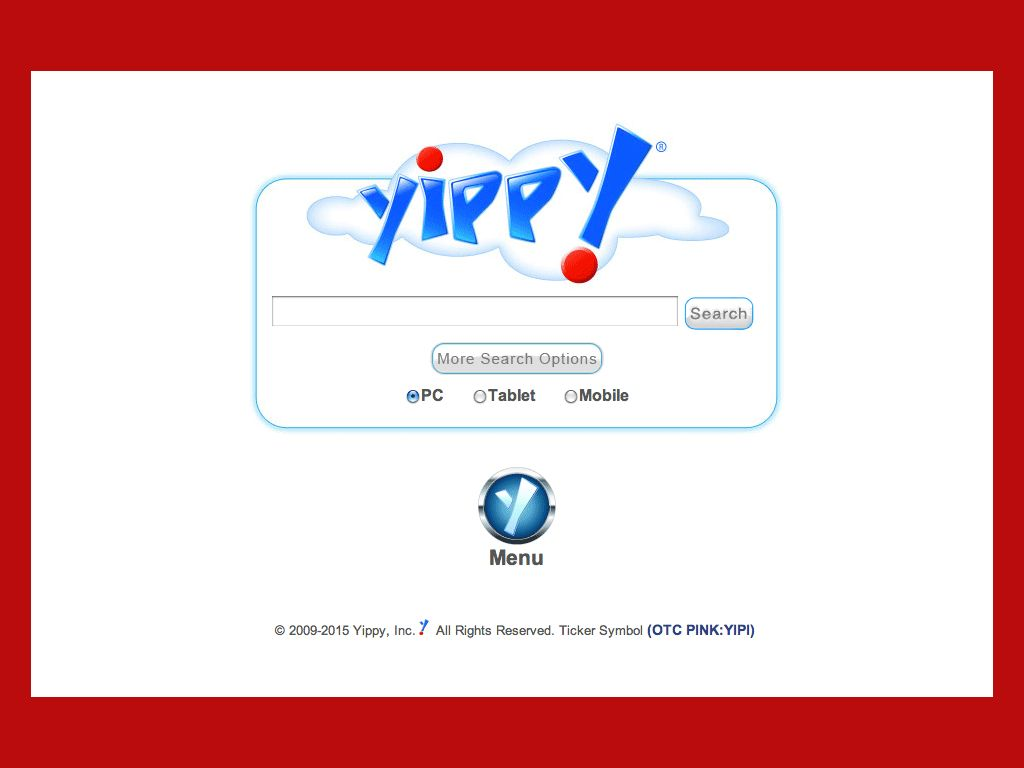 yippy®
Search
More Search Options
PC Tablet Mobile
Y
Menu
© 2009-2015 Yippy, Inc. Y All Rights Reserved. Ticker Symbol (OTC PINK:YIPI)